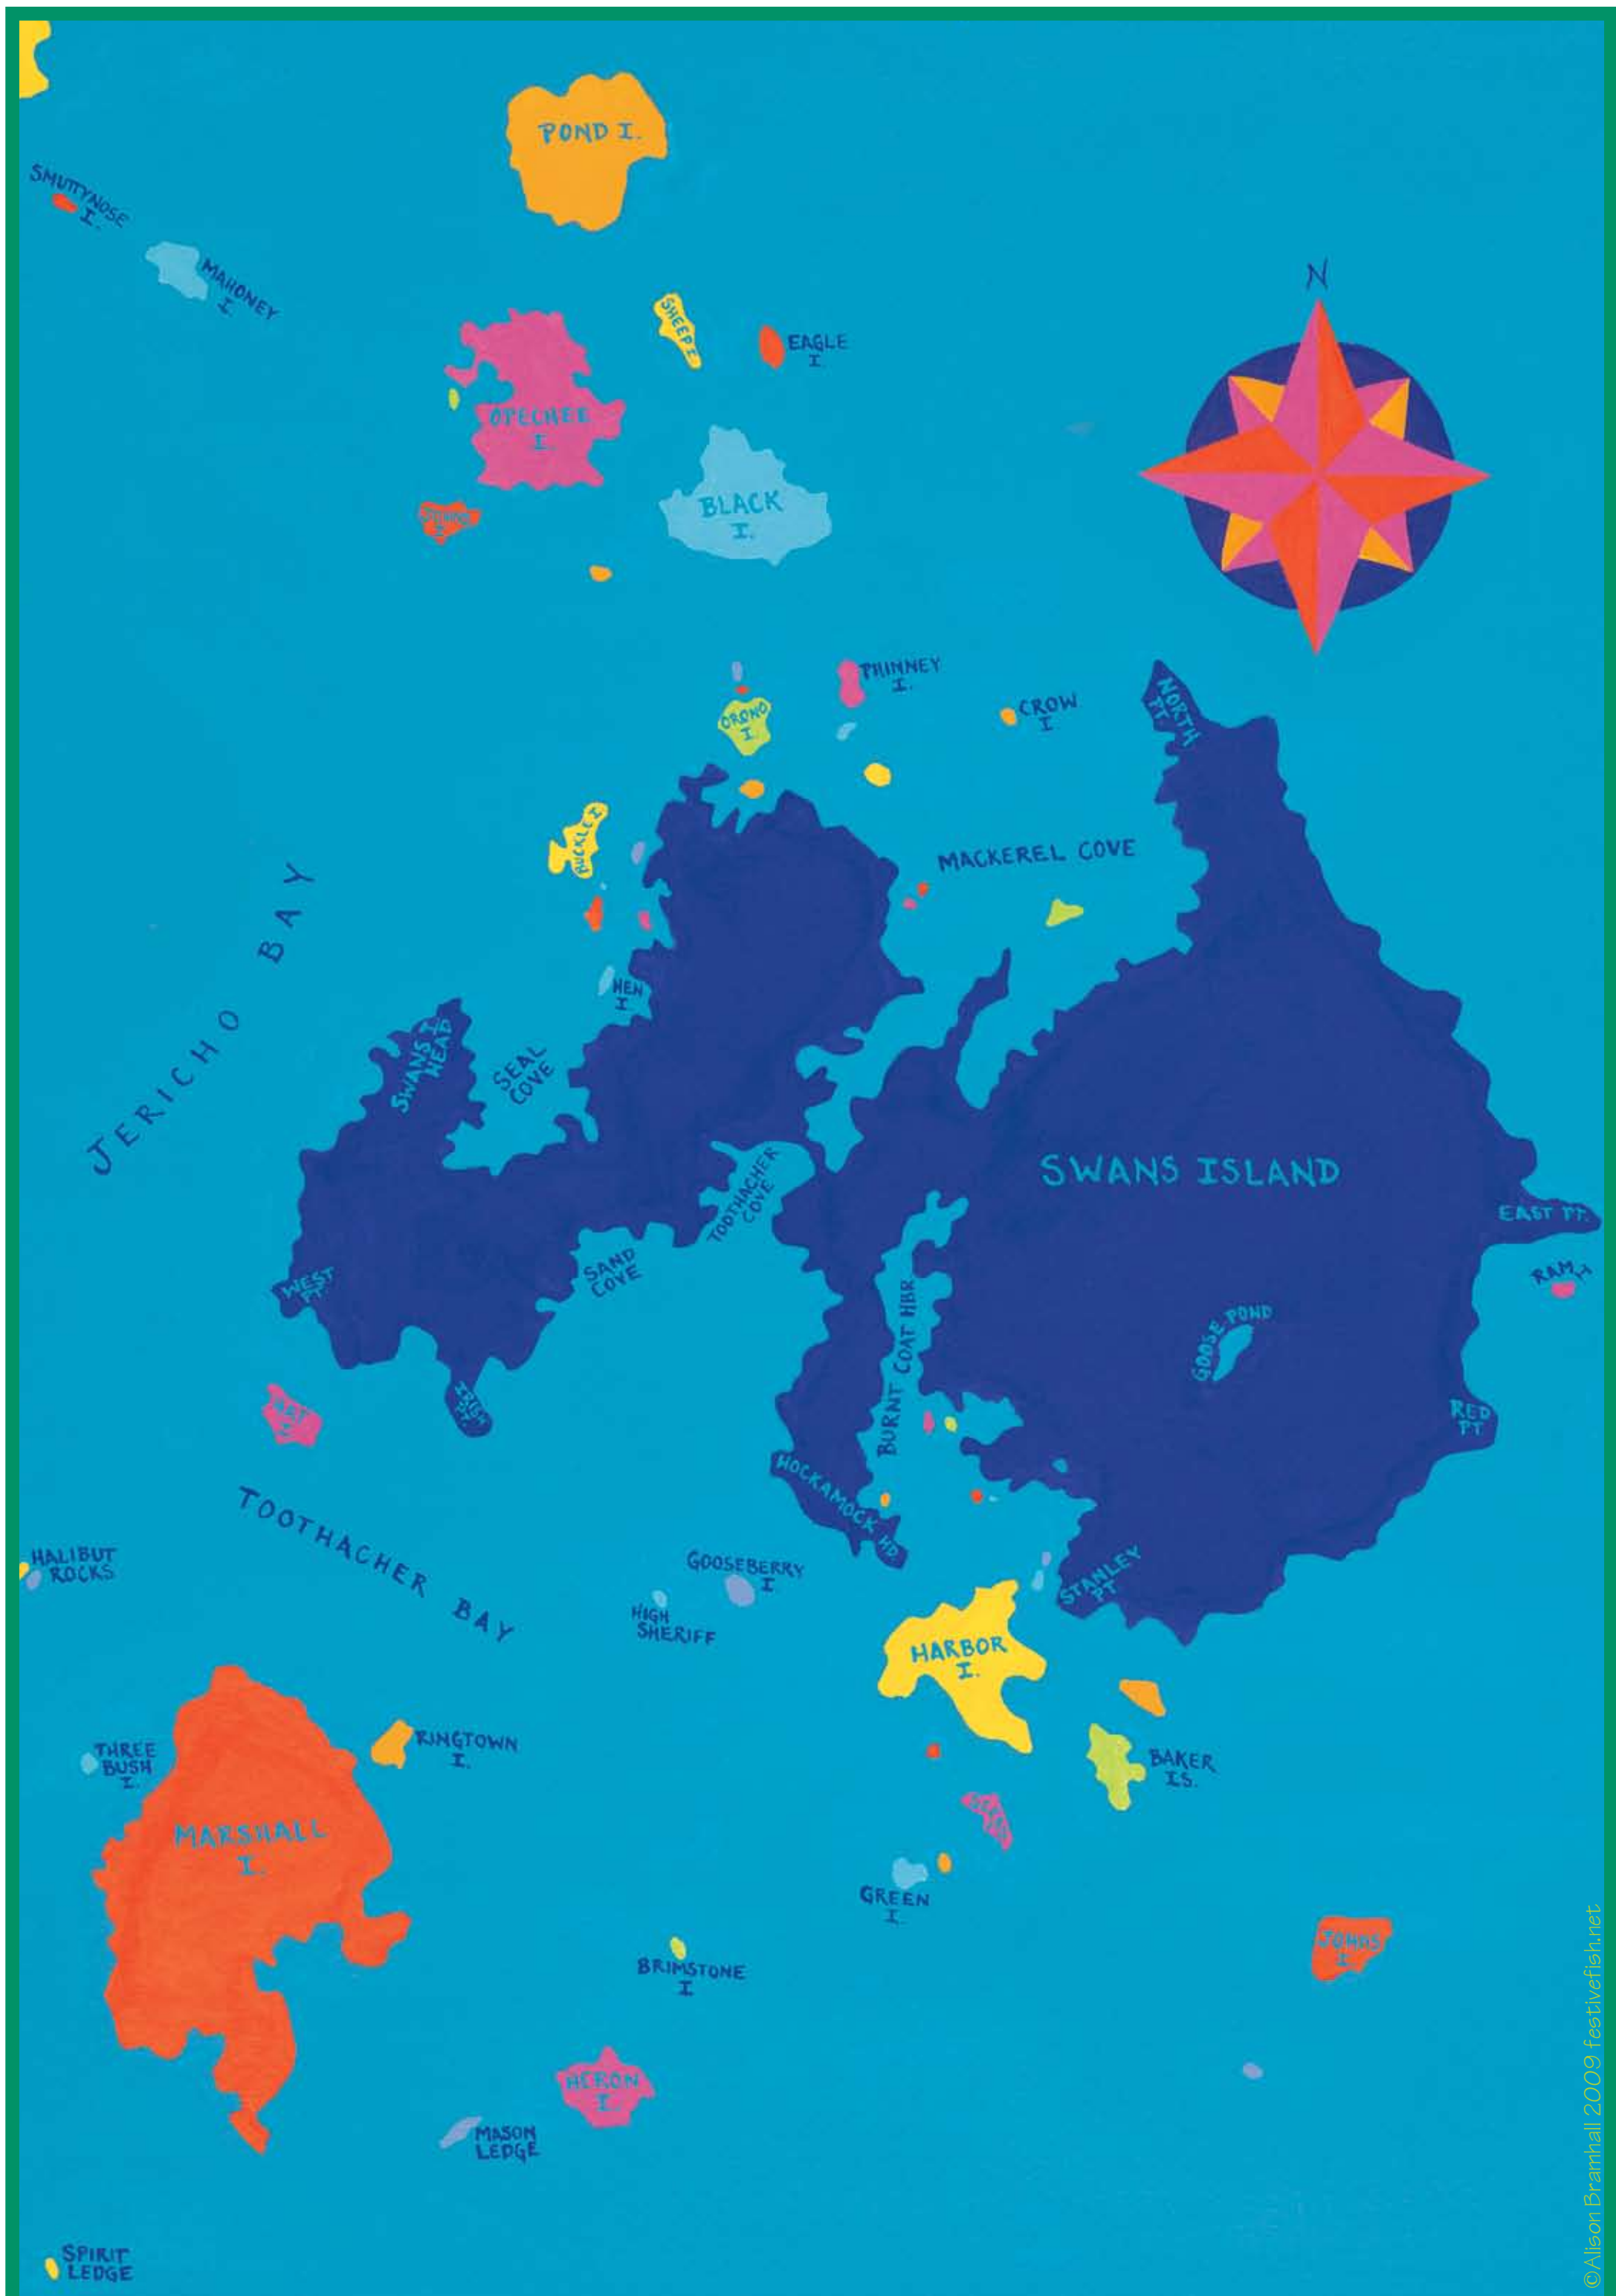 POND I.
SMUTTYNOSE
I.
MAHONEY
I
N
SHEEP I
EAGLE
I.
OPECHEE
I.
BLACK
I.
PHINNEY
I.
NORTH
PT.
CROW
I
ORONO
I.
BUCKLE I
MACKEREL COVE
JERICHO BAY
HEN
I
SWANS I
HEAD
SEAL
COVE
TOOTHACHER
COVE
SWANS ISLAND
EAST PT.
SAND
COVE
WEST
PT
RAM I
BURNT COAT HBR
GOOSE POND
IRISH
PT.
RED
PT
HOCKAMOCK HD
TOOTHACHER BAY
HALIBUT
ROCKS
GOOSEBERRY
I
STANLEY
PT
HIGH
SHERIFF
HARBOR
I.
RINGTOWN
I.
THREE
BUSH
I.
BAKER
IS.
MARSHALL
I.
GREEN
I
JOHNS
I
BRIMSTONE
I
HERON
I.
MASON
LEDGE
SPIRIT
LEDGE
©Alison Bramhall 2009 festivefish.net